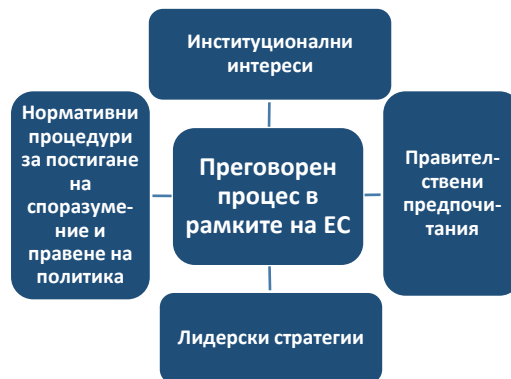 Институционални
интереси
Нормативни
процедури
за постигане
на
споразуме-
ние и
правене на
политика
Преговорен
процес в
рамките на ЕС
Правител-
ствени
предпочи-
тания
Лидерски стратегии